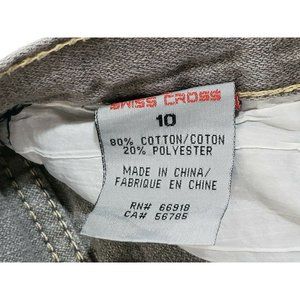 SWISS CROSS
10
80% COTTON/COTON
20% POLYESTER
MADE IN CHINA/
FABRIQUE EN CHINE
RN# 66918
CA# 56785